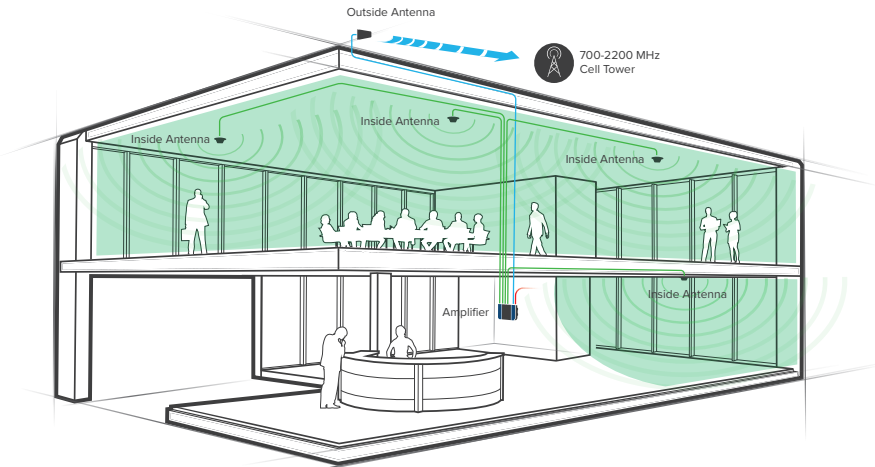 Outside Antenna
700-2200 MHz
Cell Tower
Inside Antenna
Inside Antenna
Inside Antenna
Inside Antenna
Amplifier